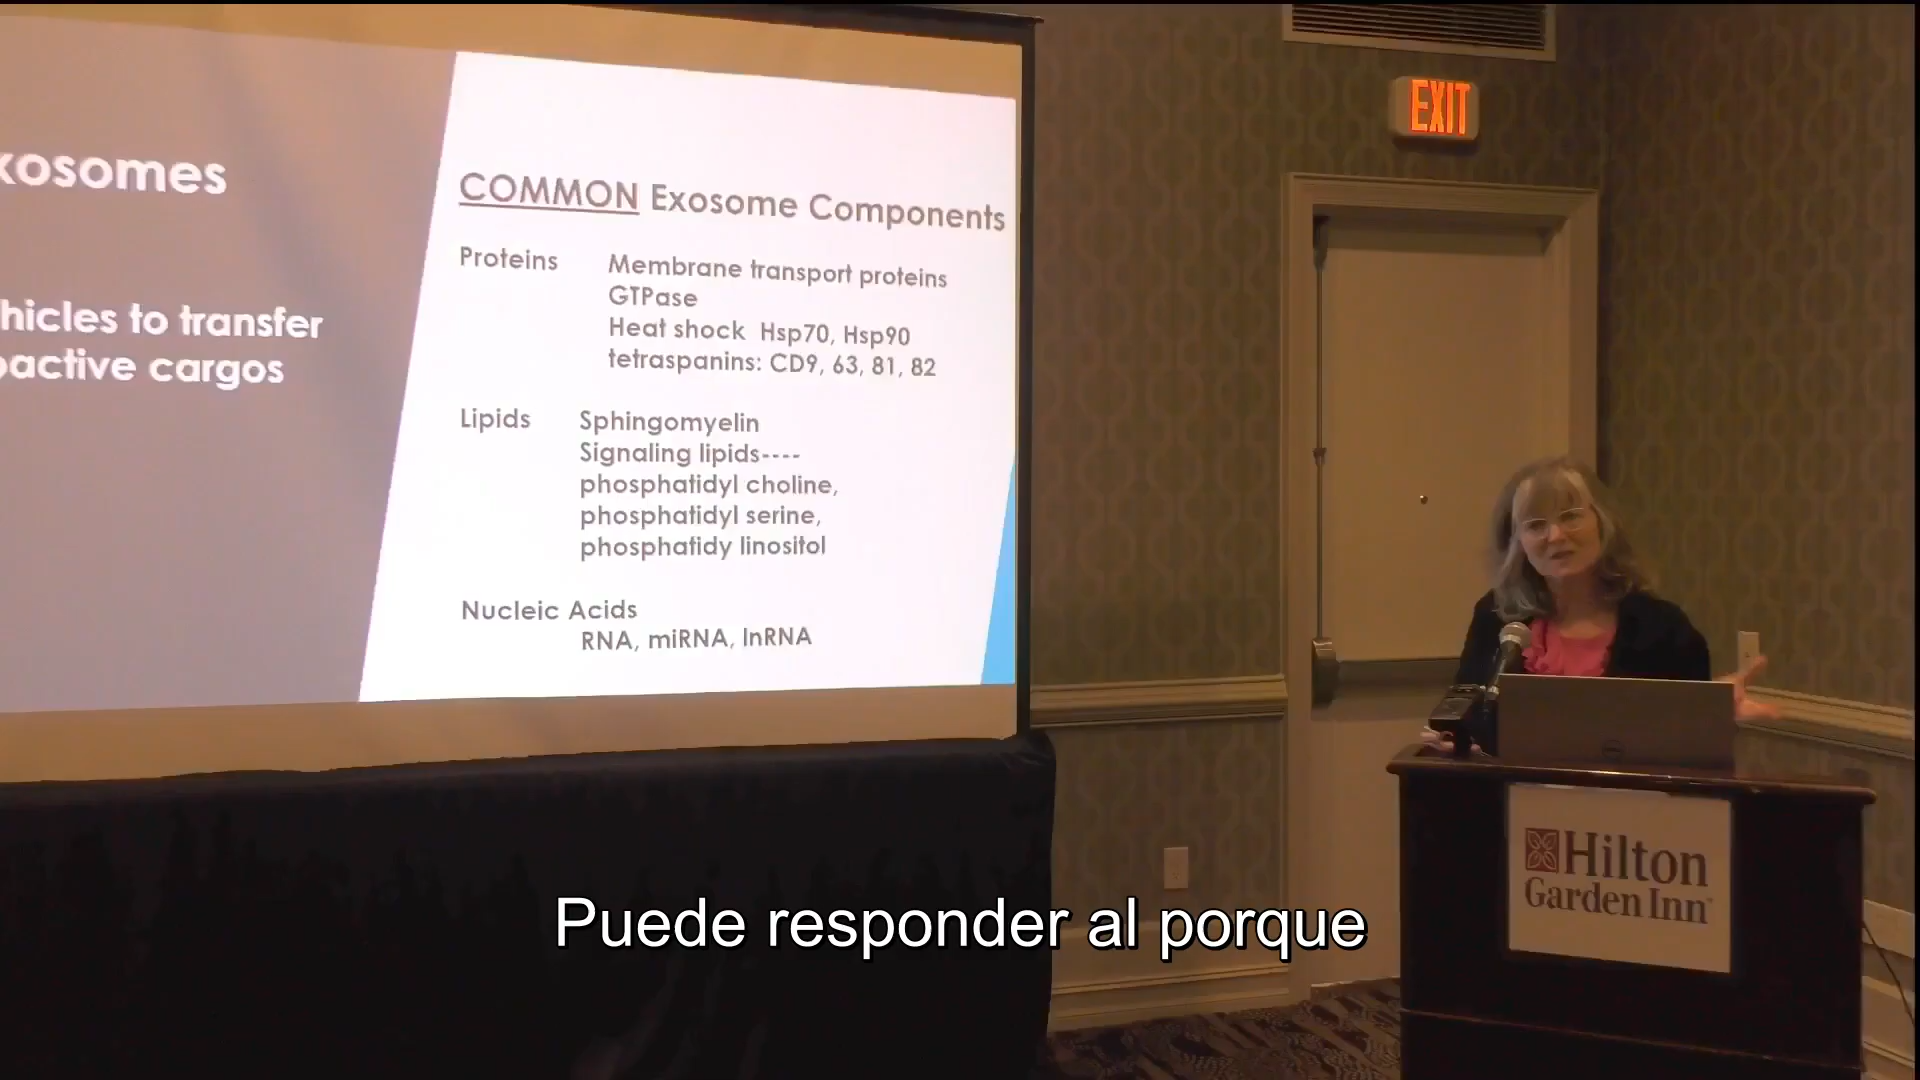 xosomes
hicles to transfer
oactive cargos
COMMON Exosome Components
Proteins Membrane transport proteins
GTPase
Heat shock Hsp70, Hsp90
tetraspanins: CD9, 63, 81, 82
Lipids Sphingomyelin
Signaling lipids----
phosphatidyl choline,
phosphatidyl serine,
phosphatidy linositol
Nucleic Acids
RNA, miRNA, lnRNA
EXIT
Hilton
Garden Inn
Puede responder al porque